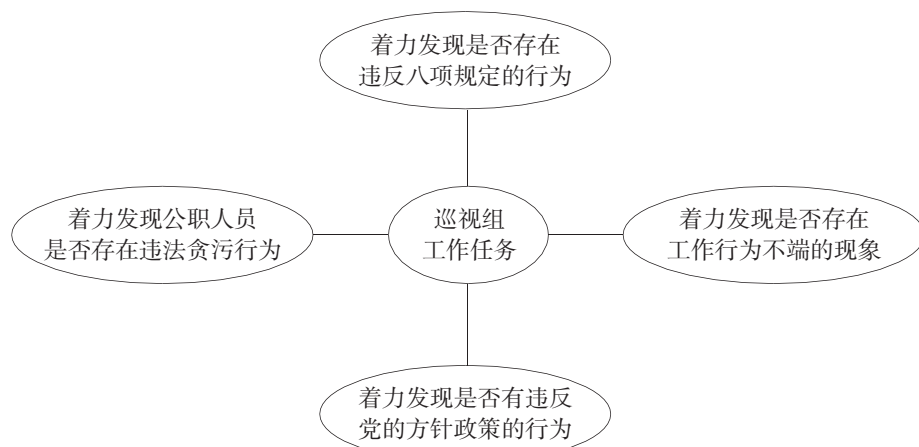 着力发现是否存在
违反八项规定的行为
着力发现公职人员
是否存在违法贪污行为
巡视组
工作任务
着力发现是否存在
工作行为不端的现象
着力发现是否有违反
党的方针政策的行为